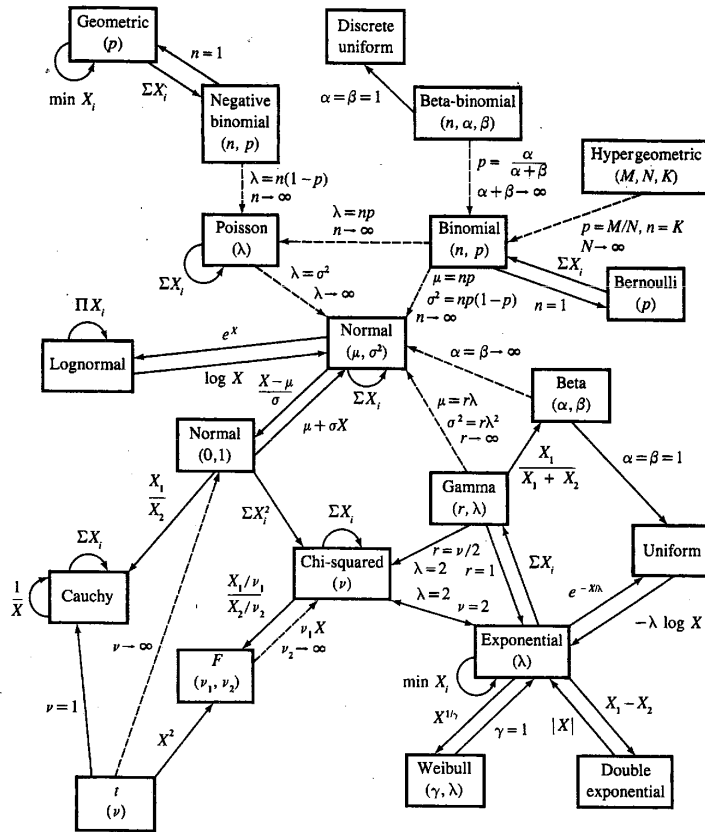 Geometric
(p)
n = 1
min X_i
ΣX_i
Negative
binomial
(n, p)
Discrete
uniform
α = β = 1
Beta-binomial
(n, α, β)
p = α / (α + β)
α + β → ∞
Hypergeometric
(M, N, K)
λ = n(1 − p)
n → ∞
Poisson
(λ)
ΣX_i
λ = np
n → ∞
Binomial
(n, p)
p = M/N, n = K
N → ∞
ΣX_i
Bernoulli
(p)
n = 1
λ = σ²
λ → ∞
μ = np
σ² = np(1 − p)
n → ∞
ΠX_i
Lognormal
e^X
log X
Normal
(μ, σ²)
ΣX_i
α = β → ∞
Beta
(α, β)
(X − μ) / σ
μ + σX
μ = rλ
σ² = rλ²
r → ∞
Normal
(0,1)
X_1 / (X_1 + X_2)
α = β = 1
Gamma
(r, λ)
X_1 / X_2
ΣX_i²
ΣX_i
Chi-squared
(ν)
r = ν/2
λ = 2
r = 1
ΣX_i
Uniform
ΣX_i
1/X
Cauchy
(X_1/ν_1) / (X_2/ν_2)
λ = 2
ν = 2
e^(−X/λ)
−λ log X
ν → ∞
ν_1 X
ν_2 → ∞
F
(ν_1, ν_2)
Exponential
(λ)
min X_i
ν = 1
X²
X^(1/γ)
γ = 1
|X|
X_1 − X_2
t
(ν)
Weibull
(γ, λ)
Double
exponential